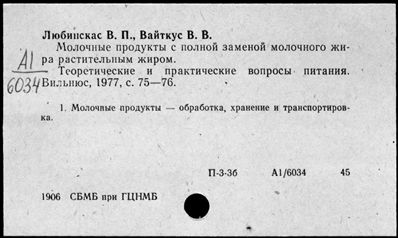 Любинскас В. П., Вайткус В. В.
Молочные продукты с полной заменой молочного жи-
ра растительным жиром.
А1
6034
Теоретические и практические вопросы питания.
Вильнюс, 1977, с. 75—76.
1. Молочные продукты — обработка, хранение и транспортиров-
ка.
П-3-3б А1/6034 45
1906 СБМБ при ГЦНМБ